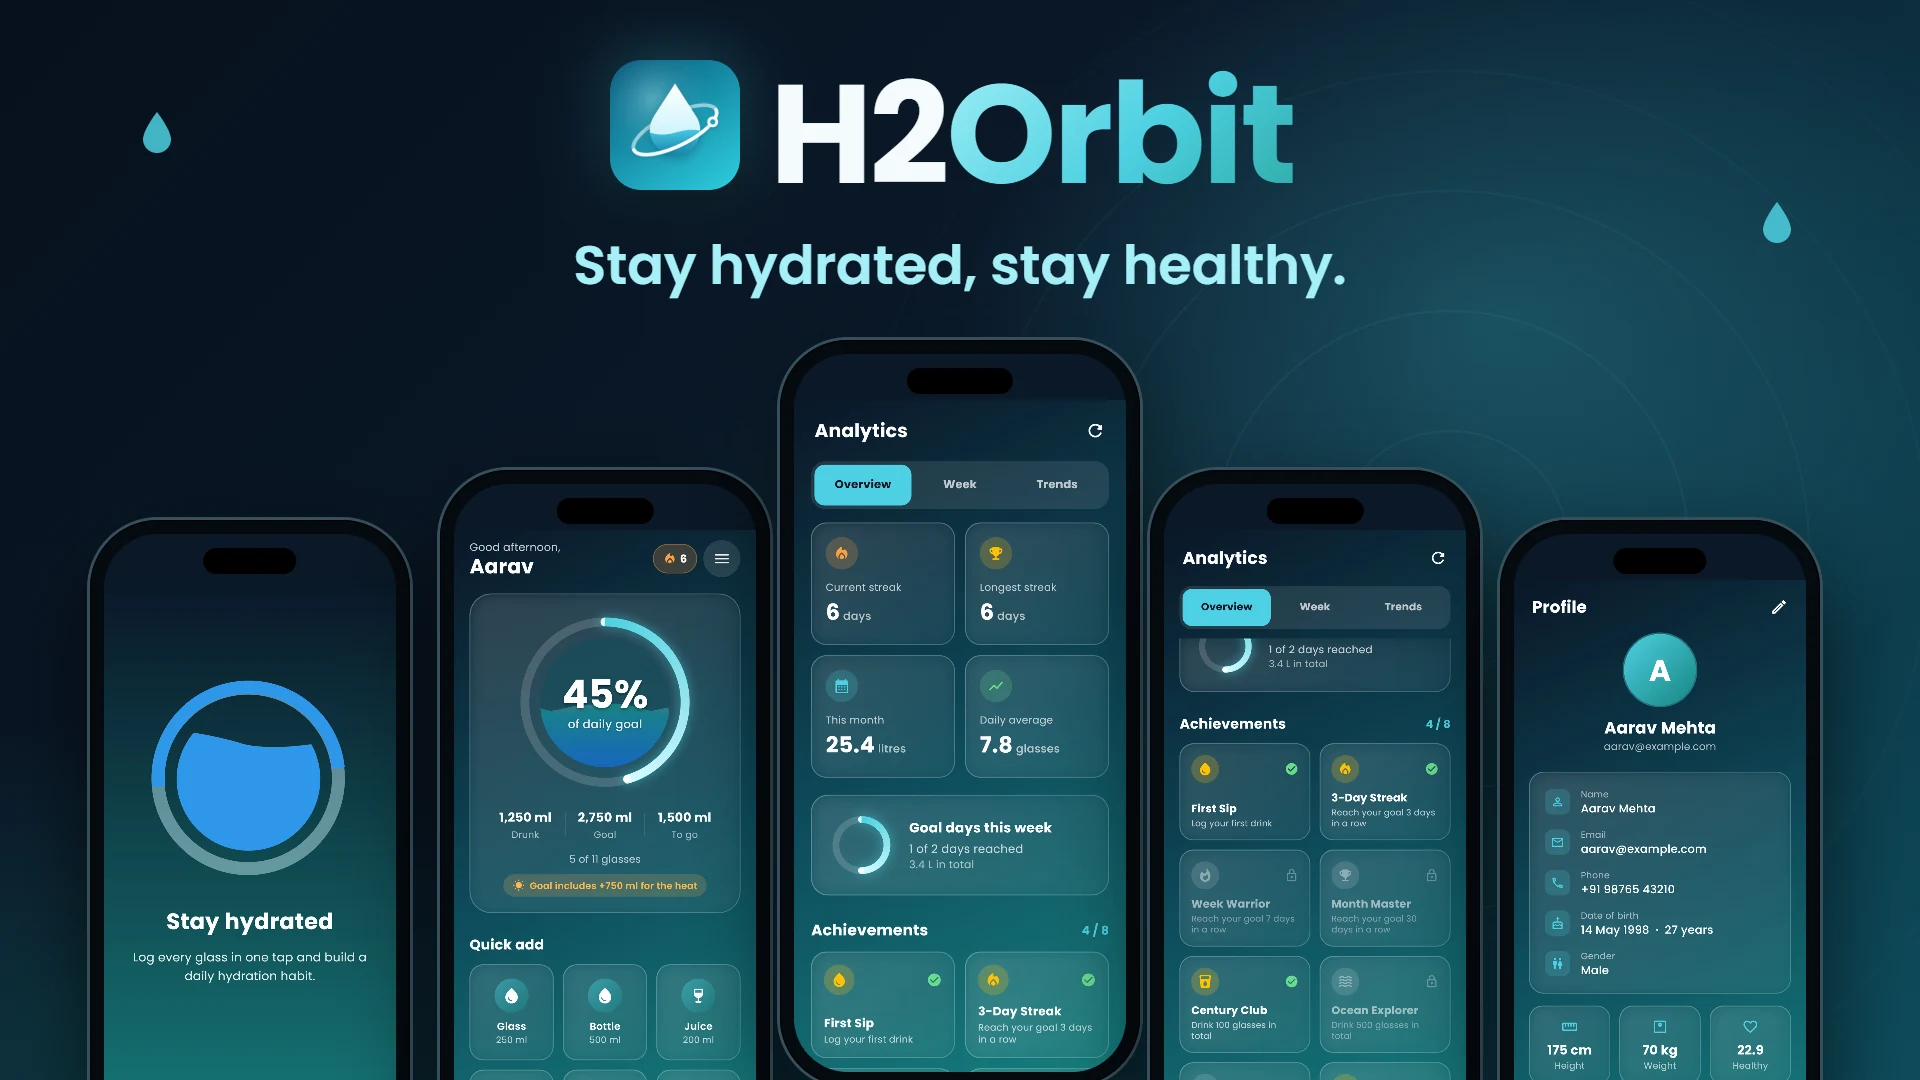 H2Orbit
Stay hydrated, stay healthy.
Stay hydrated
Log every glass in one tap and build a
daily hydration habit.
Good afternoon,
Aarav
6
45%
of daily goal
1,250 ml
Drunk
2,750 ml
Goal
1,500 ml
To go
5 of 11 glasses
Goal includes +750 ml for the heat
Quick add
Glass
250 ml
Bottle
500 ml
Juice
200 ml
Analytics
Overview
Week
Trends
Current streak
6 days
Longest streak
6 days
This month
25.4 litres
Daily average
7.8 glasses
Goal days this week
1 of 2 days reached
3.4 L in total
Achievements
4 / 8
First Sip
Log your first drink
3-Day Streak
Reach your goal 3 days
in a row
Analytics
Overview
Week
Trends
1 of 2 days reached
3.4 L in total
Achievements
4 / 8
First Sip
Log your first drink
3-Day Streak
Reach your goal 3 days
in a row
Week Warrior
Reach your goal 7 days
in a row
Month Master
Reach your goal 30
days in a row
Century Club
Drink 100 glasses in
total
Ocean Explorer
Drink 500 glasses in
total
Profile
A
Aarav Mehta
aarav@example.com
Name
Aarav Mehta
Email
aarav@example.com
Phone
+91 98765 43210
Date of birth
14 May 1998 · 27 years
Gender
Male
175 cm
Height
70 kg
Weight
22.9
Healthy